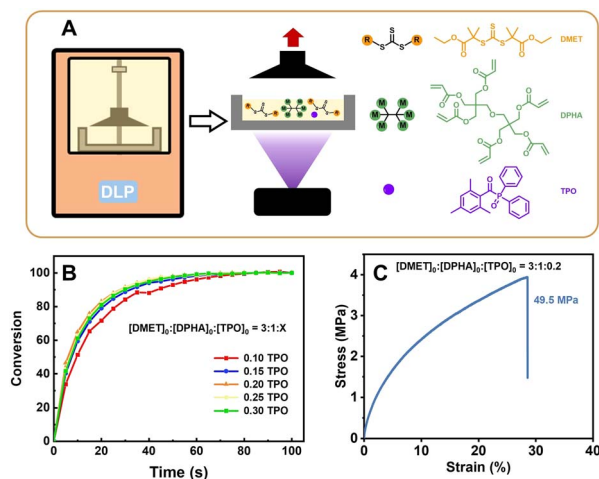 A
DLP
R S S S R
M M M M M M
R S S S R
R S S S R
R S S S R
DMET
O O S S S O O
M M M M M M
DPHA
O O O O O O O O O O O O O
TPO
O P O
B
Conversion
100
80
60
40
20
0
[DMET]₀:[DPHA]₀:[TPO]₀ = 3:1:X
0.10 TPO
0.15 TPO
0.20 TPO
0.25 TPO
0.30 TPO
0 20 40 60 80 100
Time (s)
C
Stress (MPa)
5
4
3
2
1
0
[DMET]₀:[DPHA]₀:[TPO]₀ = 3:1:0.2
49.5 MPa
0 10 20 30 40
Strain (%)